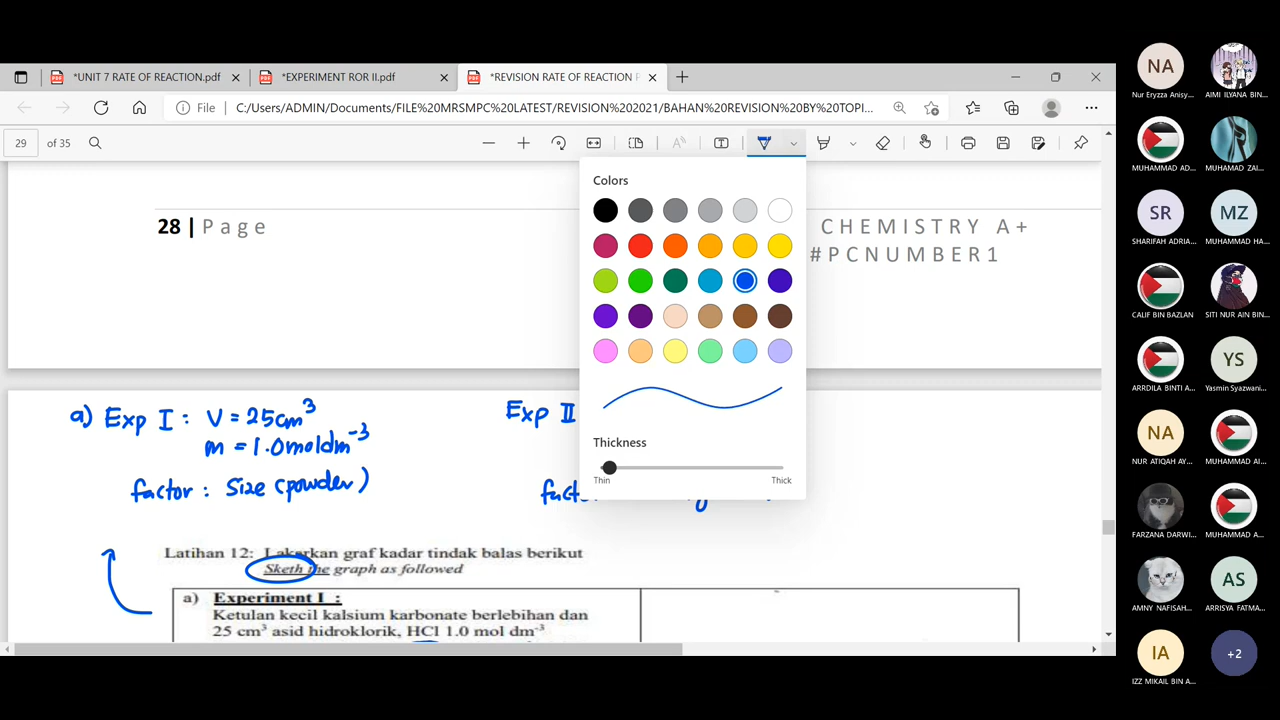 *UNIT 7 RATE OF REACTION.pdf
*EXPERIMENT ROR II.pdf
*REVISION RATE OF REACTION P
File
C:/Users/ADMIN/Documents/FILE%20MRSMPC%20LATEST/REVISION%202021/BAHAN%20REVISION%20BY%20TOPI...
29 of 35
Colors
Thickness
Thin Thick
28 | Page
CHEMISTRY A+
#PCNUMBER1
a) Exp I : V = 25cm³
m = 1.0moldm⁻³
factor : Size (powder)
Exp II
Latihan 12: Lakarkan graf kadar tindak balas berikut
Sketh the graph as followed
a) Experiment I :
Ketulan kecil kalsium karbonate berlebihan dan
25 cm³ asid hidroklorik, HCl 1.0 mol dm⁻³
NA
Nur Eryzza Anisy...
AIMI ILYANA BIN...
MUHAMMAD AD...
MUHAMAD ZAI...
SR
SHARIFAH ADRIA...
MZ
MUHAMMAD HA...
CALIF BIN BAZLAN
SITI NUR AIN BIN...
ARRDILA BINTI A...
YS
Yasmin Syazwani...
NA
NUR ATIQAH AY...
MUHAMMAD AI...
FARZANA DARWI...
MUHAMMAD A...
AMNY NAFISAH...
AS
ARRISYA FATMA...
IA
IZZ MIKAIL BIN A...
+2